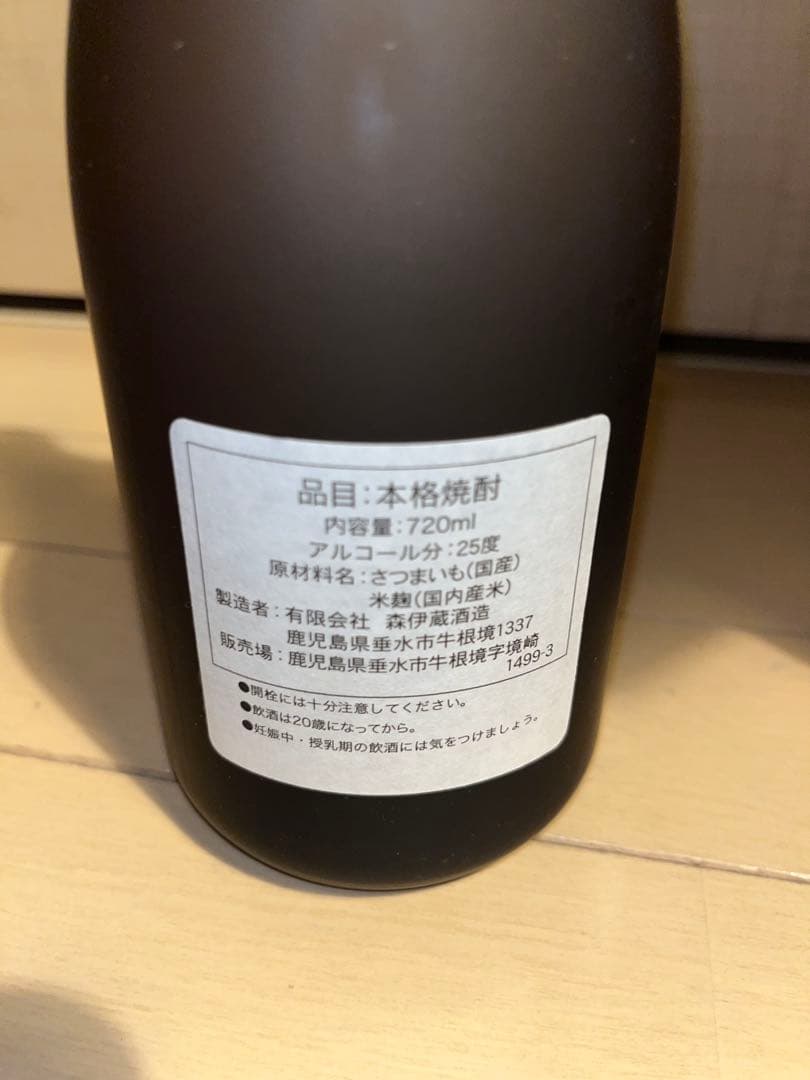 品目:本格焼酎
内容量:720ml
アルコール分:25度
原材料名:さつまいも(国産)
米麹(国内産米)
製造者:有限会社 森伊蔵酒造
鹿児島県垂水市牛根境1337
販売場:鹿児島県垂水市牛根境字境崎
1499-3
●開栓には十分注意してください。
●飲酒は20歳になってから。
●妊娠中・授乳期の飲酒には気をつけましょう。